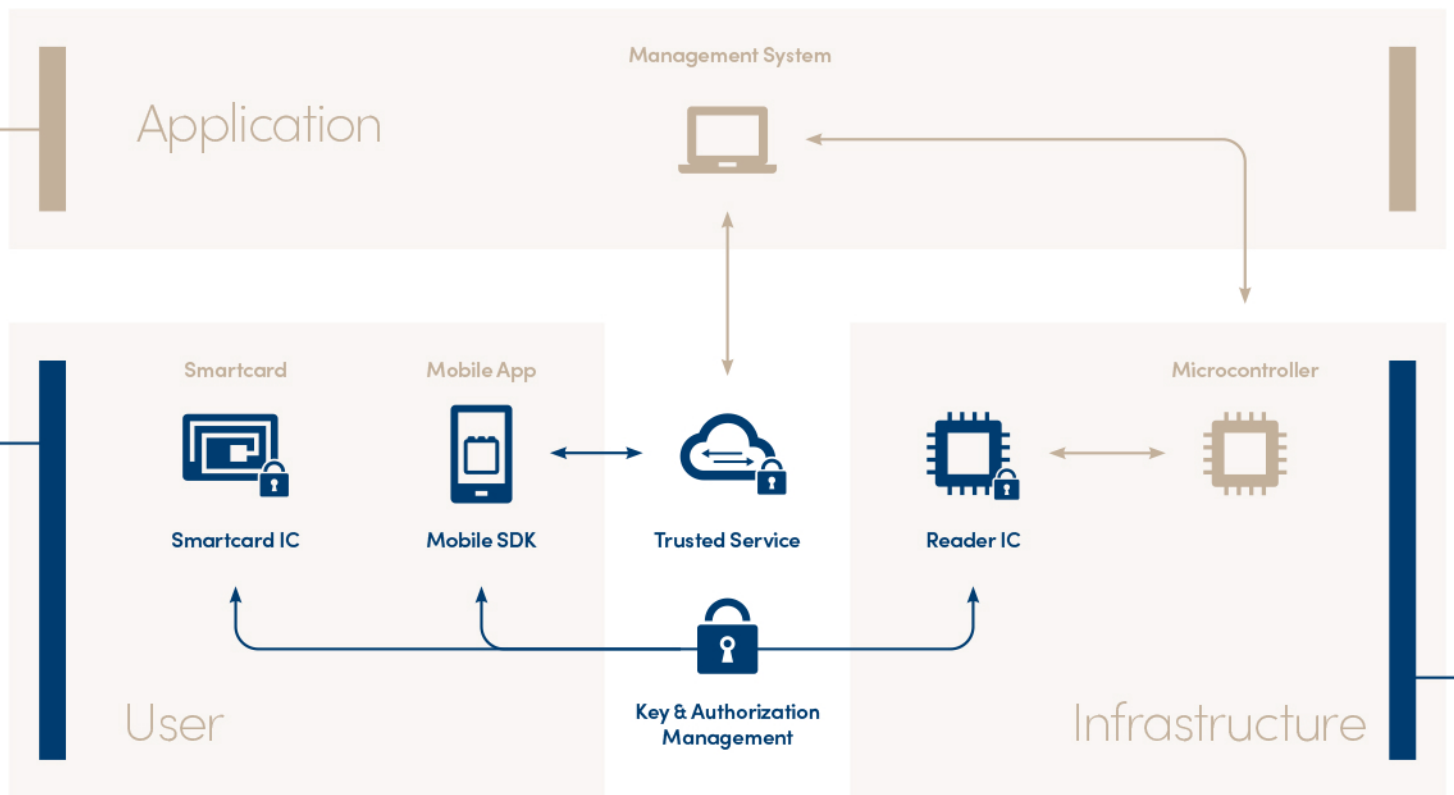 Management System
Application
Smartcard
Mobile App
Microcontroller
Smartcard IC
Mobile SDK
Trusted Service
Reader IC
Key & Authorization
Management
User
Infrastructure